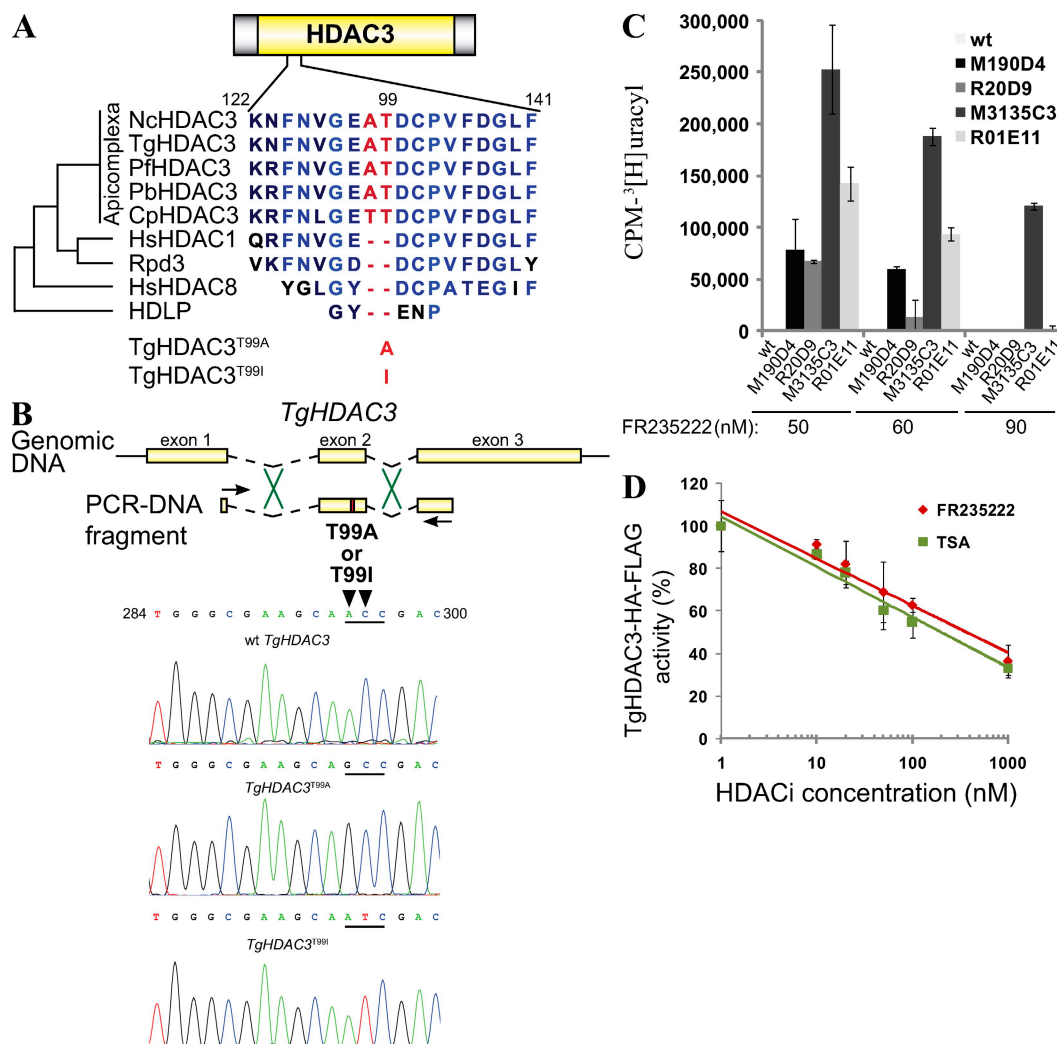 A
HDAC3
122 99 141
Apicomplexa
NcHDAC3 KNFNVGEATDCPVFDGLF
TgHDAC3 KRFNVGEATDCPVFDGLF
PfHDAC3 KRFNVGEATDCPVFDGLF
PbHDAC3 KRFNVGEATDCPVFDGLF
CpHDAC3 KRFNLGETTDCPVFDGLF
HsHDAC1 QRFNVGE--DCPVFDGLF
Rpd3 VKFNVGD--DCPVFDGLY
HsHDAC8 YGLGY--DCPATEGIF
HDLP GY--ENP
TgHDAC3T99A A
TgHDAC3T99I I
B
TgHDAC3
Genomic DNA
exon 1 exon 2 exon 3
PCR-DNA fragment
T99A
or
T99I
284 T G G G C G A A G C A A C C G A C 300
wt TgHDAC3
T G G G C G A A G C A G C C G A C
TgHDAC3T99A
T G G G C G A A G C A A T C G A C
TgHDAC3T99I
C
CPM-3[H]uracyl
300,000
250,000
200,000
150,000
100,000
50,000
0
wt
M190D4
R20D9
M3135C3
R01E11
wt M190D4 R20D9 M3135C3 R01E11 wt M190D4 R20D9 M3135C3 R01E11 wt M190D4 R20D9 M3135C3 R01E11
FR235222(nM): 50 60 90
D
TgHDAC3-HA-FLAG
activity (%)
120
100
80
60
40
20
0
FR235222
TSA
1 10 100 1000
HDACi concentration (nM)